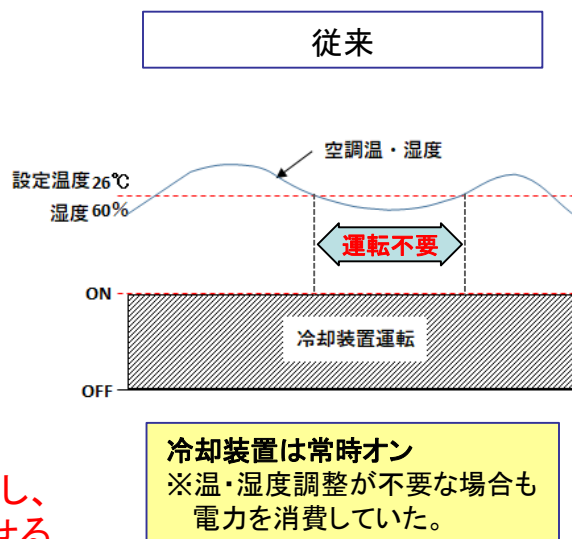 従来
空調温・湿度
設定温度26℃
湿度60%
運転不要
ON
冷却装置運転
OFF
冷却装置は常時オン
※温・湿度調整が不要な場合も
電力を消費していた。
し、
せる